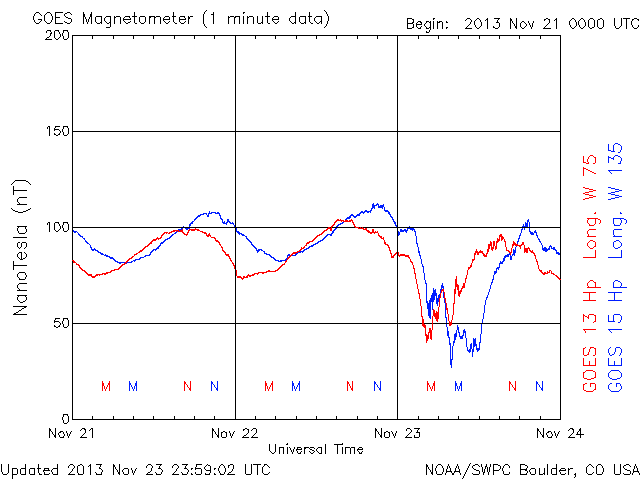 GOES Magnetometer (1 minute data)
Begin: 2013 Nov 21 0000 UTC
200
150
100
50
0
NanoTesla (nT)
M M N N M M N N M M N N
Nov 21 Nov 22 Nov 23 Nov 24
Universal Time
GOES 13 Hp Long. W 75
GOES 15 Hp Long. W 135
Updated 2013 Nov 23 23:59:02 UTC
NOAA/SWPC Boulder, CO USA